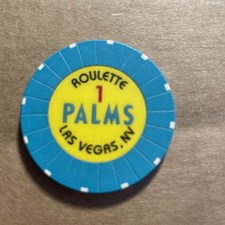 ROULETTE
1
PALMS
LAS VEGAS, NV